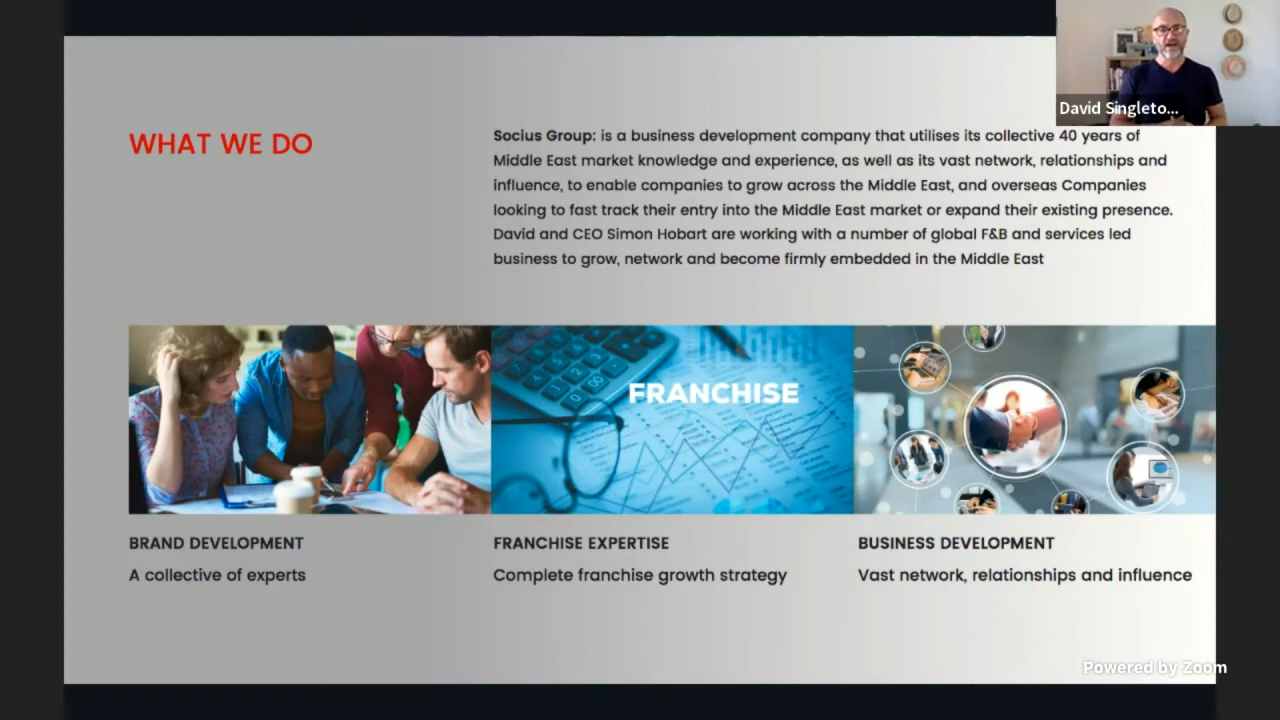 David Singleto...
WHAT WE DO
Socius Group: is a business development company that utilises its collective 40 years of
Middle East market knowledge and experience, as well as its vast network, relationships and
influence, to enable companies to grow across the Middle East, and overseas Companies
looking to fast track their entry into the Middle East market or expand their existing presence.
David and CEO Simon Hobart are working with a number of global F&B and services led
business to grow, network and become firmly embedded in the Middle East
FRANCHISE
BRAND DEVELOPMENT
A collective of experts
FRANCHISE EXPERTISE
Complete franchise growth strategy
BUSINESS DEVELOPMENT
Vast network, relationships and influence
Powered by Zoom